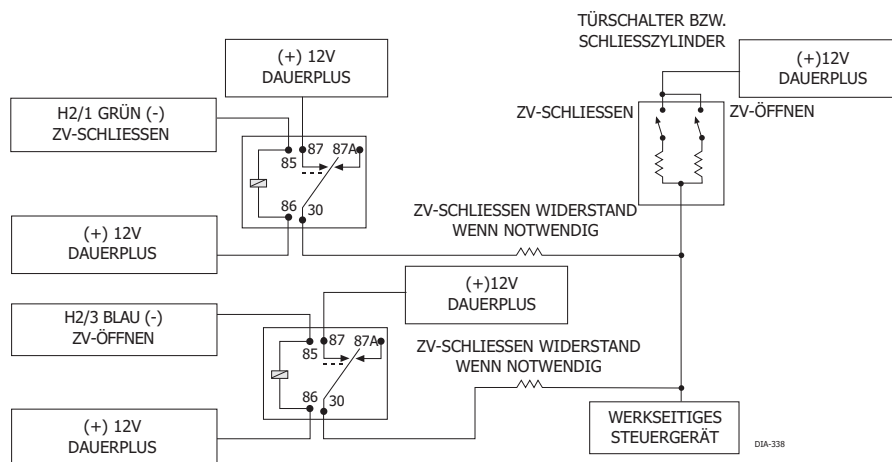 TÜRSCHALTER BZW.
SCHLIESSZYLINDER
(+) 12V
DAUERPLUS
(+)12V
DAUERPLUS
H2/1 GRÜN (-)
ZV-SCHLIESSEN
ZV-SCHLIESSEN
ZV-ÖFFNEN
87
87A
85
86
30
(+) 12V
DAUERPLUS
ZV-SCHLIESSEN WIDERSTAND
WENN NOTWENDIG
(+)12V
DAUERPLUS
H2/3 BLAU (-)
ZV-ÖFFNEN
87
87A
85
86
30
ZV-SCHLIESSEN WIDERSTAND
WENN NOTWENDIG
(+) 12V
DAUERPLUS
WERKSEITIGES
STEUERGERÄT
DIA-338